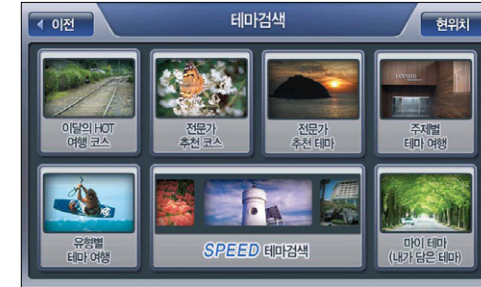 이전
테마검색
현위치
이달의 HOT
여행 코스
전문가
추천 코스
전문가
추천 테마
주제별
테마 여행
유형별
테마 여행
SPEED 테마검색
마이 테마
(내가 담은 테마)